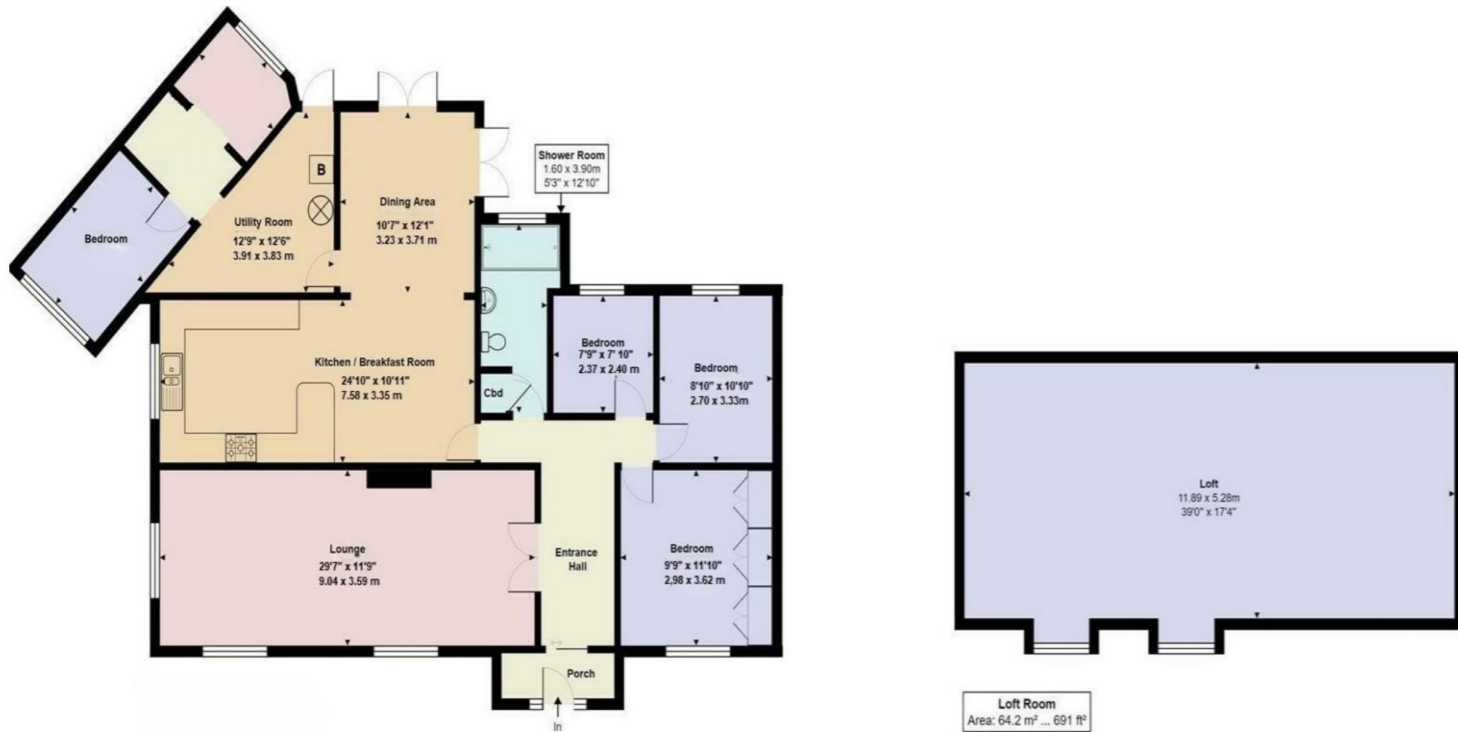 B
Utility Room
12'9" x 12'6"
3.91 x 3.83 m
Dining Area
10'7" x 12'1"
3.23 x 3.71 m
Shower Room
1.60 x 3.90m
5'3" x 12'10"
Bedroom
Kitchen / Breakfast Room
24'10" x 10'11"
7.58 x 3.35 m
Cbd
Bedroom
7'9" x 7' 10"
2.37 x 2.40 m
Bedroom
8'10" x 10'10"
2.70 x 3.33m
Lounge
29'7" x 11'9"
9.04 x 3.59 m
Entrance
Hall
Bedroom
9'9" x 11'10"
2,98 x 3.62 m
Porch
In
Loft
11.89 x 5.28m
39'0" x 17'4"
Loft Room
Area: 64.2 m² ... 691 ft²